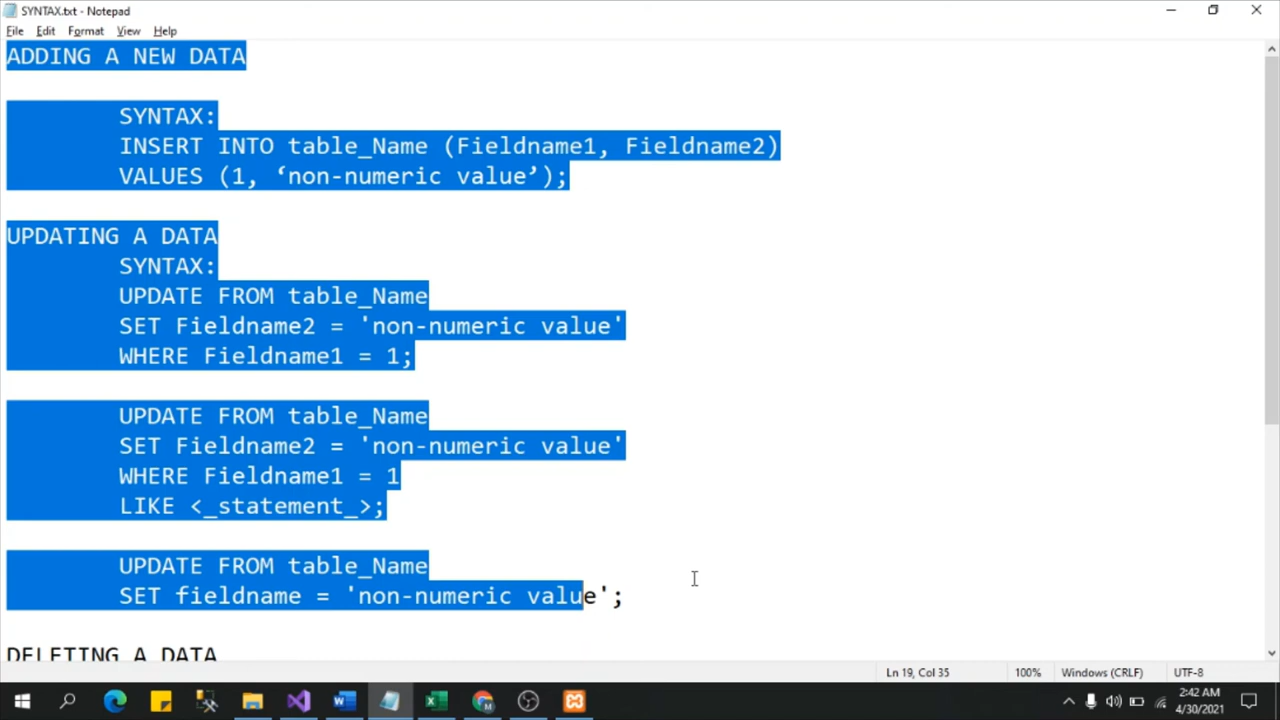 SYNTAX.txt - Notepad
File Edit Format View Help
ADDING A NEW DATA
SYNTAX:
INSERT INTO table_Name (Fieldname1, Fieldname2)
VALUES (1, ‘non-numeric value’);
UPDATING A DATA
SYNTAX:
UPDATE FROM table_Name
SET Fieldname2 = 'non-numeric value'
WHERE Fieldname1 = 1;
UPDATE FROM table_Name
SET Fieldname2 = 'non-numeric value'
WHERE Fieldname1 = 1
LIKE <_statement_>;
UPDATE FROM table_Name
SET fieldname = 'non-numeric value';
DELETING A DATA
Ln 19, Col 35 100% Windows (CRLF) UTF-8
2:42 AM
4/30/2021